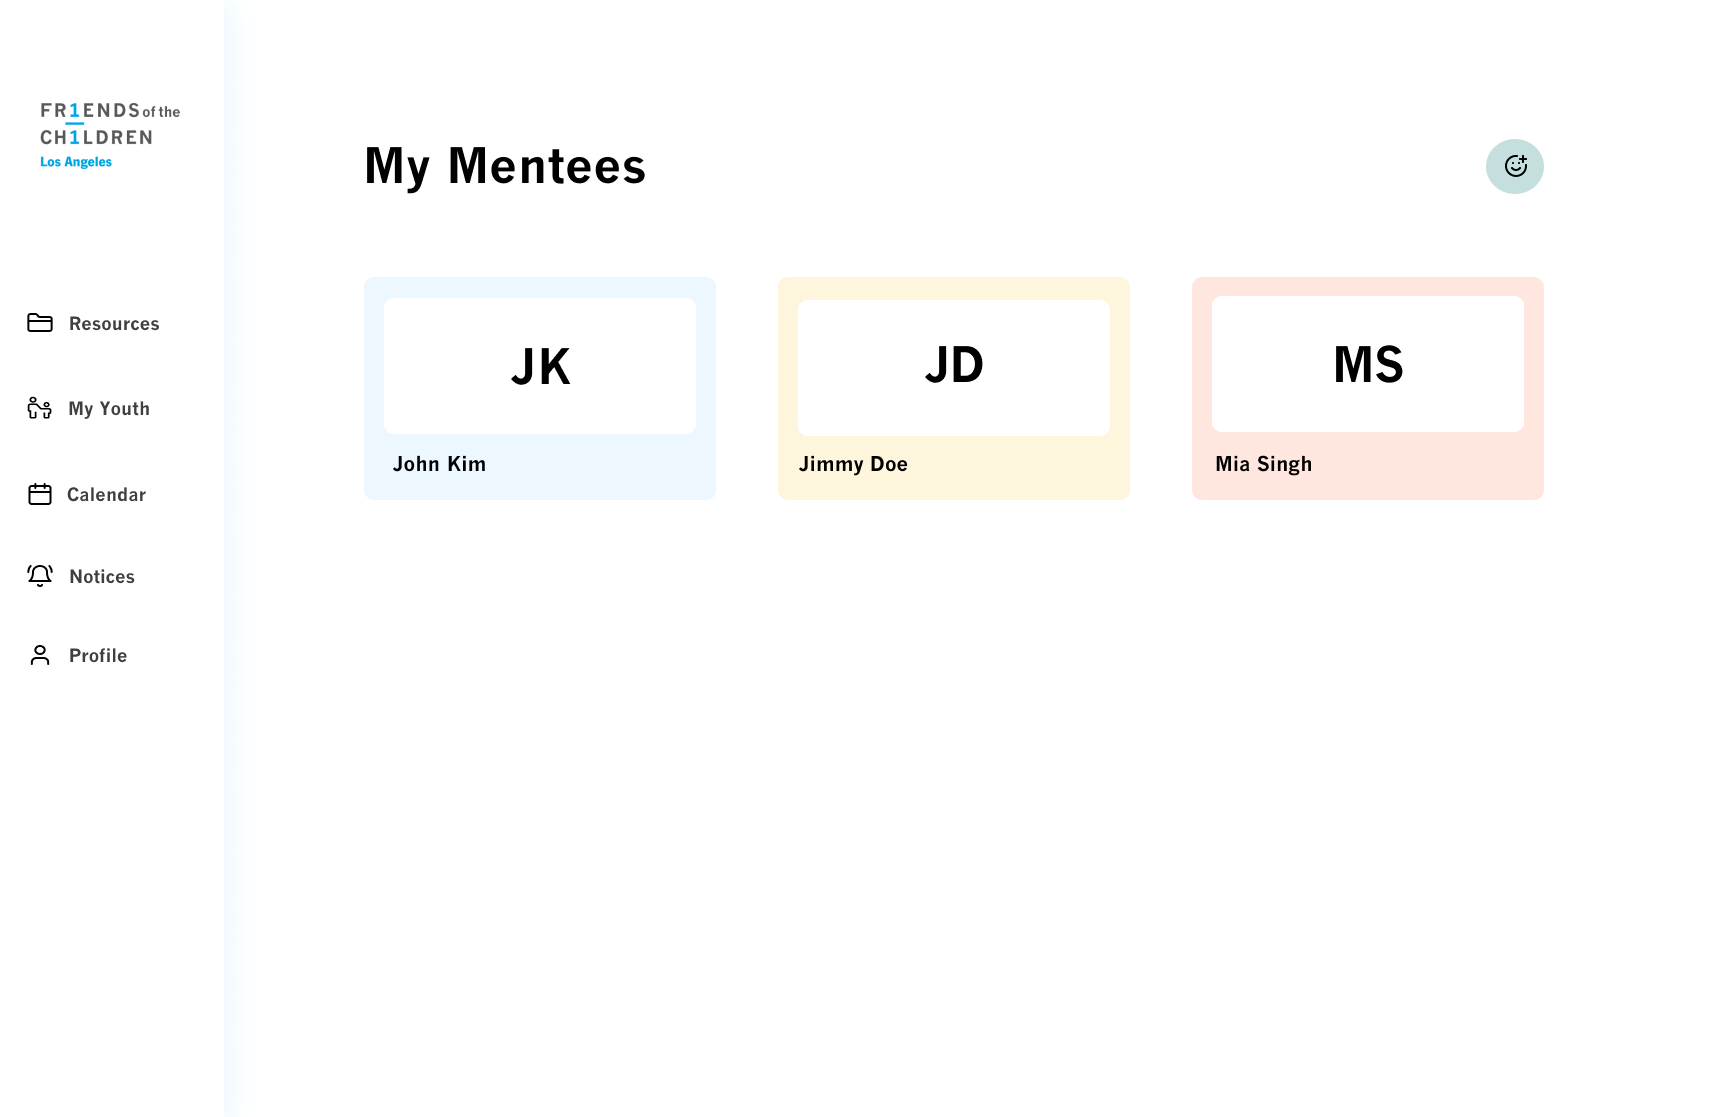 FR1ENDS of the
CH1LDREN
Los Angeles
Resources
My Youth
Calendar
Notices
Profile
My Mentees
JK
John Kim
JD
Jimmy Doe
MS
Mia Singh